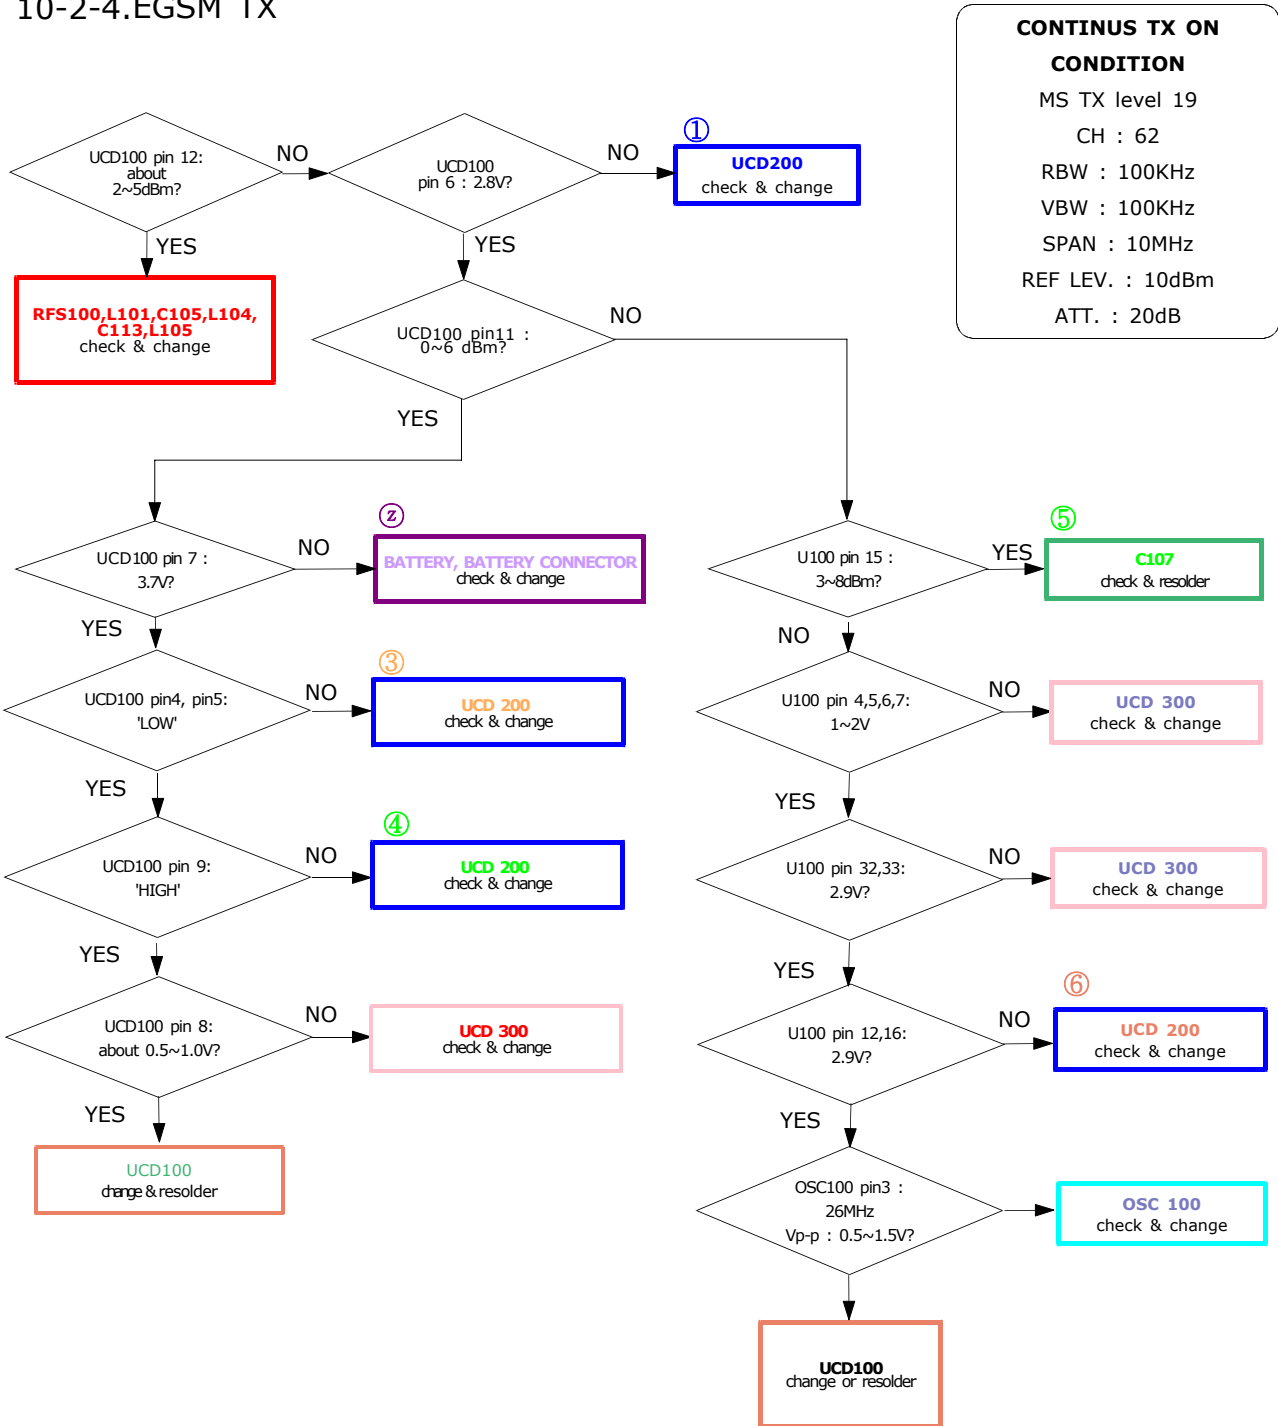 10-2-4.EGSM TX
CONTINUS TX ON
CONDITION
MS TX level 19
CH : 62
RBW : 100KHz
VBW : 100KHz
SPAN : 10MHz
REF LEV. : 10dBm
ATT. : 20dB
UCD100 pin 12:
about
2~5dBm?
NO
YES
UCD100
pin 6 : 2.8V?
NO
YES
①
UCD200
check & change
RFS100,L101,C105,L104,
C113,L105
check & change
UCD100 pin11 :
0~6 dBm?
NO
YES
UCD100 pin 7 :
3.7V?
NO
YES
ⓩ
BATTERY, BATTERY CONNECTOR
check & change
UCD100 pin4, pin5:
'LOW'
NO
YES
③
UCD 200
check & change
UCD100 pin 9:
'HIGH'
NO
YES
④
UCD 200
check & change
UCD100 pin 8:
about 0.5~1.0V?
NO
YES
UCD 300
check & change
UCD100
change & resolder
U100 pin 15 :
3~8dBm?
YES
NO
⑤
C107
check & resolder
U100 pin 4,5,6,7:
1~2V
NO
YES
UCD 300
check & change
U100 pin 32,33:
2.9V?
NO
YES
UCD 300
check & change
U100 pin 12,16:
2.9V?
NO
YES
⑥
UCD 200
check & change
OSC100 pin3 :
26MHz
Vp-p : 0.5~1.5V?
OSC 100
check & change
UCD100
change or resolder